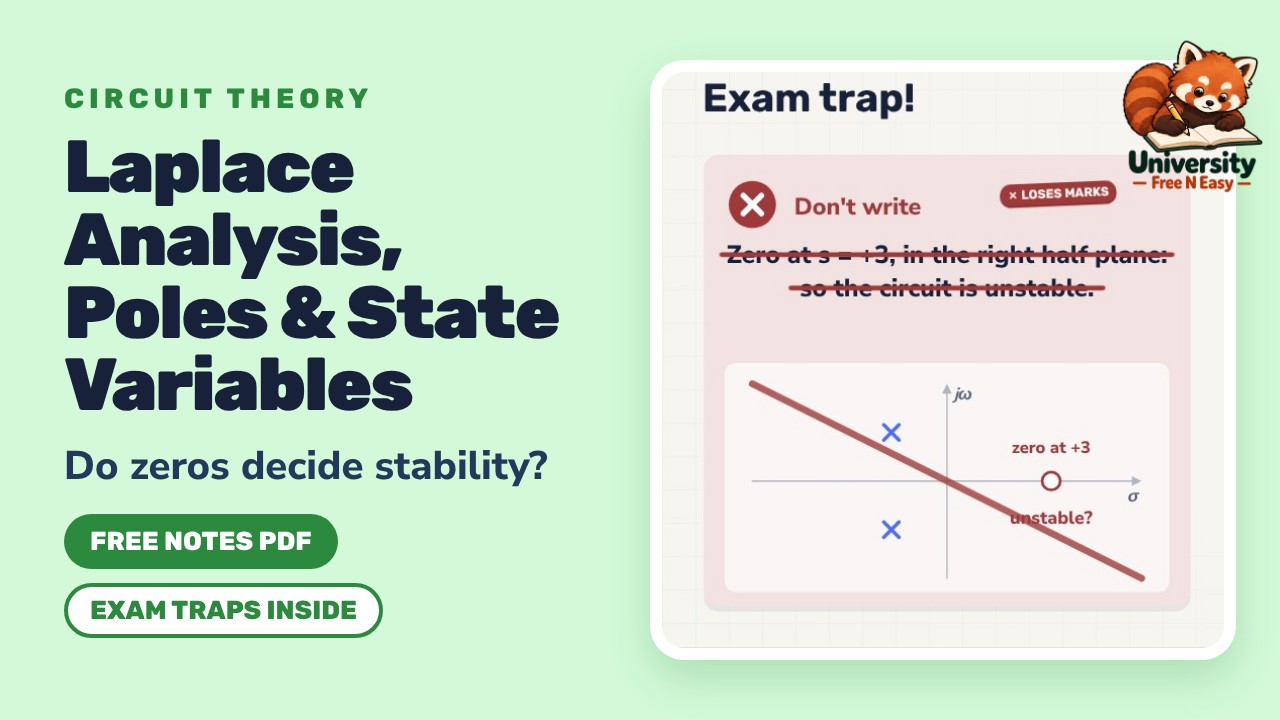 CIRCUIT THEORY
Laplace
Analysis,
Poles & State
Variables
Do zeros decide stability?
FREE NOTES PDF
EXAM TRAPS INSIDE
Exam trap!
Don't write
× LOSES MARKS
Zero at s = +3, in the right half plane:
so the circuit is unstable.
jω
zero at +3
σ
unstable?
University
Free N Easy